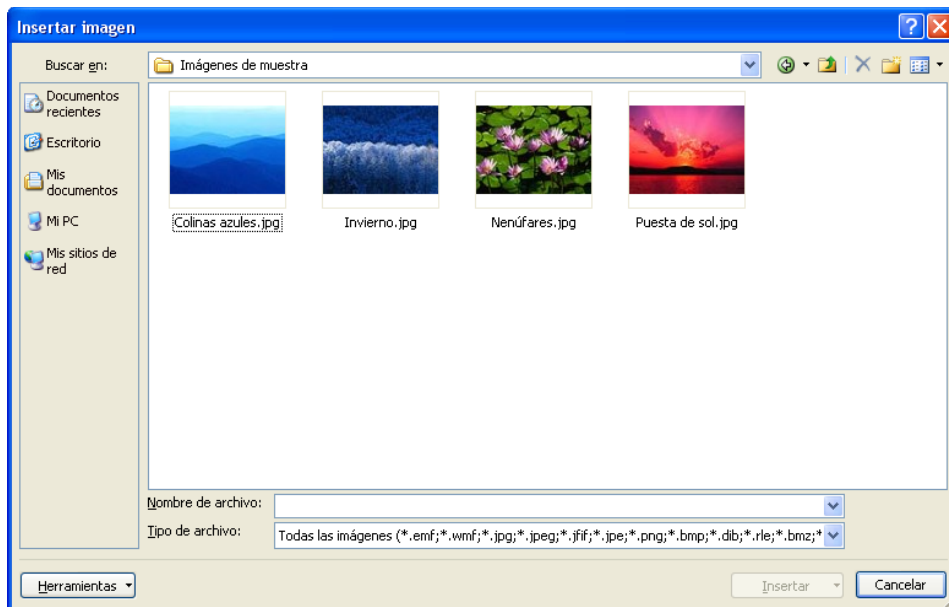 Insertar imagen
Buscar en:
Imágenes de muestra
Documentos
recientes
Escritorio
Mis
documentos
Mi PC
Mis sitios de
red
Colinas azules.jpg
Invierno.jpg
Nenúfares.jpg
Puesta de sol.jpg
Nombre de archivo:
Tipo de archivo:
Todas las imágenes (*.emf;*.wmf;*.jpg;*.jpeg;*.jfif;*.jpe;*.png;*.bmp;*.dib;*.rle;*.bmz;*
Herramientas
Insertar
Cancelar